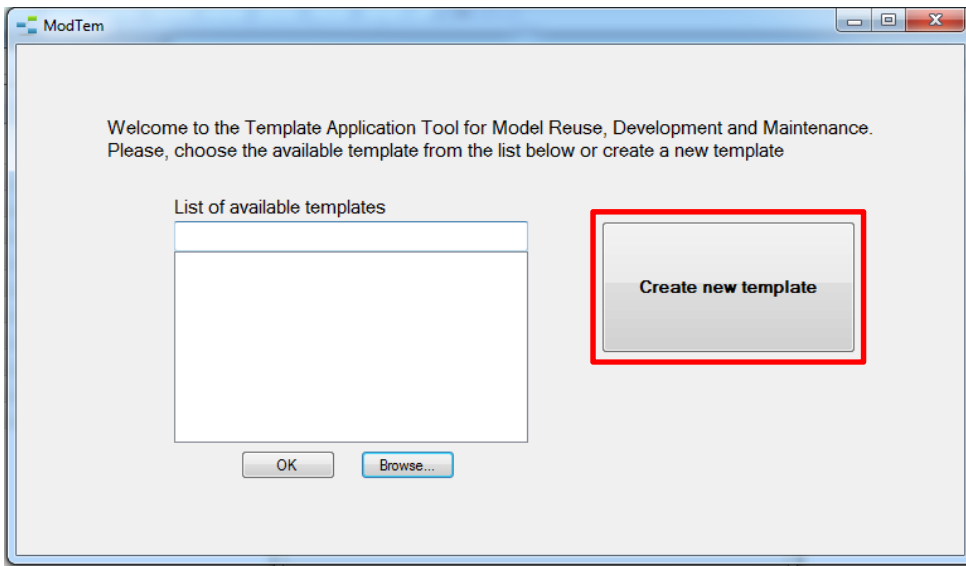 ModTem
Welcome to the Template Application Tool for Model Reuse, Development and Maintenance.
Please, choose the available template from the list below or create a new template
List of available templates
Create new template
OK
Browse...